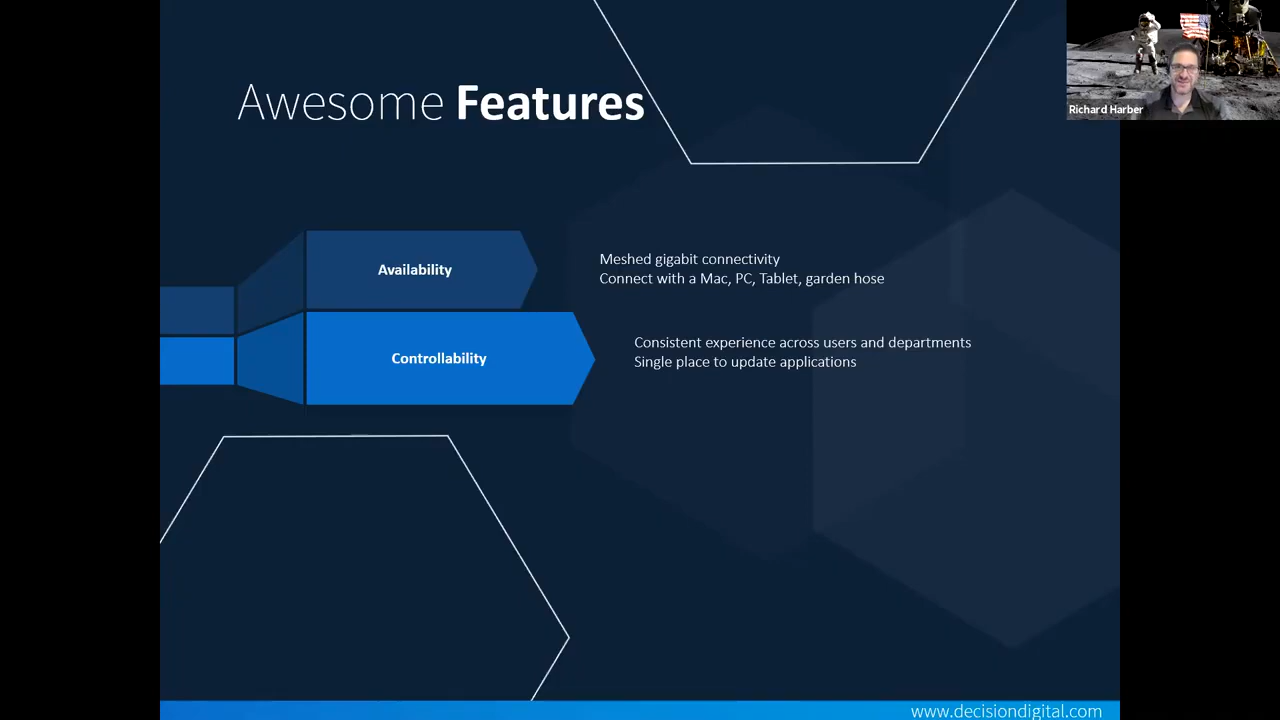 Awesome Features
Richard Harber
Availability
Meshed gigabit connectivity
Connect with a Mac, PC, Tablet, garden hose
Controllability
Consistent experience across users and departments
Single place to update applications
www.decisiondigital.com